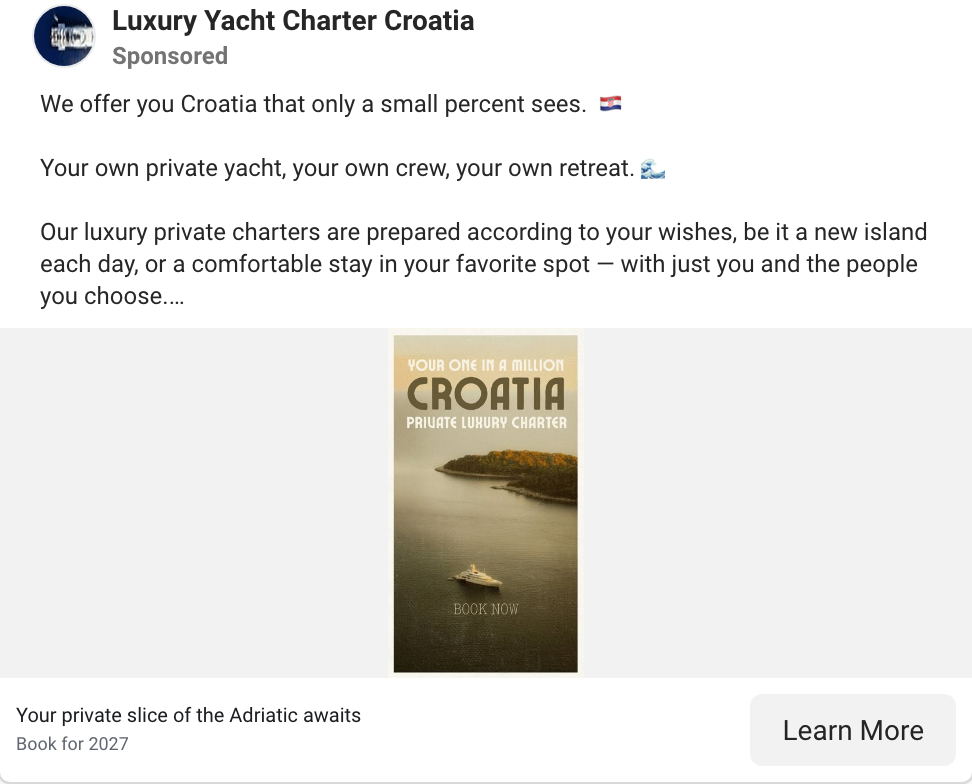 Luxury Yacht Charter Croatia
Sponsored
We offer you Croatia that only a small percent sees. 🇭🇷
Your own private yacht, your own crew, your own retreat. 🌊
Our luxury private charters are prepared according to your wishes, be it a new island
each day, or a comfortable stay in your favorite spot — with just you and the people
you choose.…
YOUR ONE IN A MILLION
CROATIA
PRIVATE LUXURY CHARTER
BOOK NOW
Your private slice of the Adriatic awaits
Book for 2027
Learn More